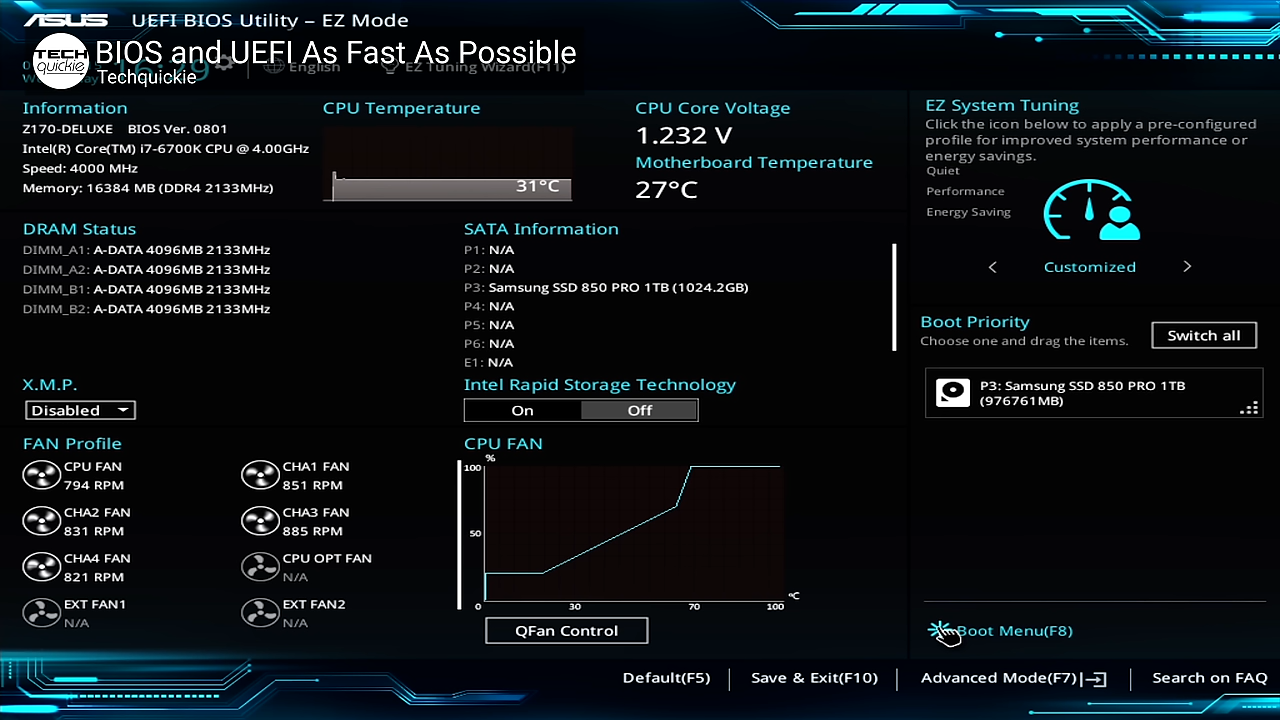 ASUS UEFI BIOS Utility – EZ Mode
TECH
quickie
BIOS and UEFI As Fast As Possible
Techquickie
English
EZ Tuning Wizard(F11)
Information
Z170-DELUXE BIOS Ver. 0801
Intel(R) Core(TM) i7-6700K CPU @ 4.00GHz
Speed: 4000 MHz
Memory: 16384 MB (DDR4 2133MHz)
CPU Temperature
31°C
CPU Core Voltage
1.232 V
Motherboard Temperature
27°C
EZ System Tuning
Click the icon below to apply a pre-configured
profile for improved system performance or
energy savings.
Quiet
Performance
Energy Saving
Customized
DRAM Status
DIMM_A1: A-DATA 4096MB 2133MHz
DIMM_A2: A-DATA 4096MB 2133MHz
DIMM_B1: A-DATA 4096MB 2133MHz
DIMM_B2: A-DATA 4096MB 2133MHz
SATA Information
P1: N/A
P2: N/A
P3: Samsung SSD 850 PRO 1TB (1024.2GB)
P4: N/A
P5: N/A
P6: N/A
E1: N/A
Boot Priority
Choose one and drag the items.
Switch all
P3: Samsung SSD 850 PRO 1TB
(976761MB)
X.M.P.
Disabled
Intel Rapid Storage Technology
On Off
FAN Profile
CPU FAN
794 RPM
CHA1 FAN
851 RPM
CHA2 FAN
831 RPM
CHA3 FAN
885 RPM
CHA4 FAN
821 RPM
CPU OPT FAN
N/A
EXT FAN1
N/A
EXT FAN2
N/A
CPU FAN
%
100
50
0 30 70 100
°C
QFan Control
Boot Menu(F8)
Default(F5)
Save & Exit(F10)
Advanced Mode(F7)
Search on FAQ